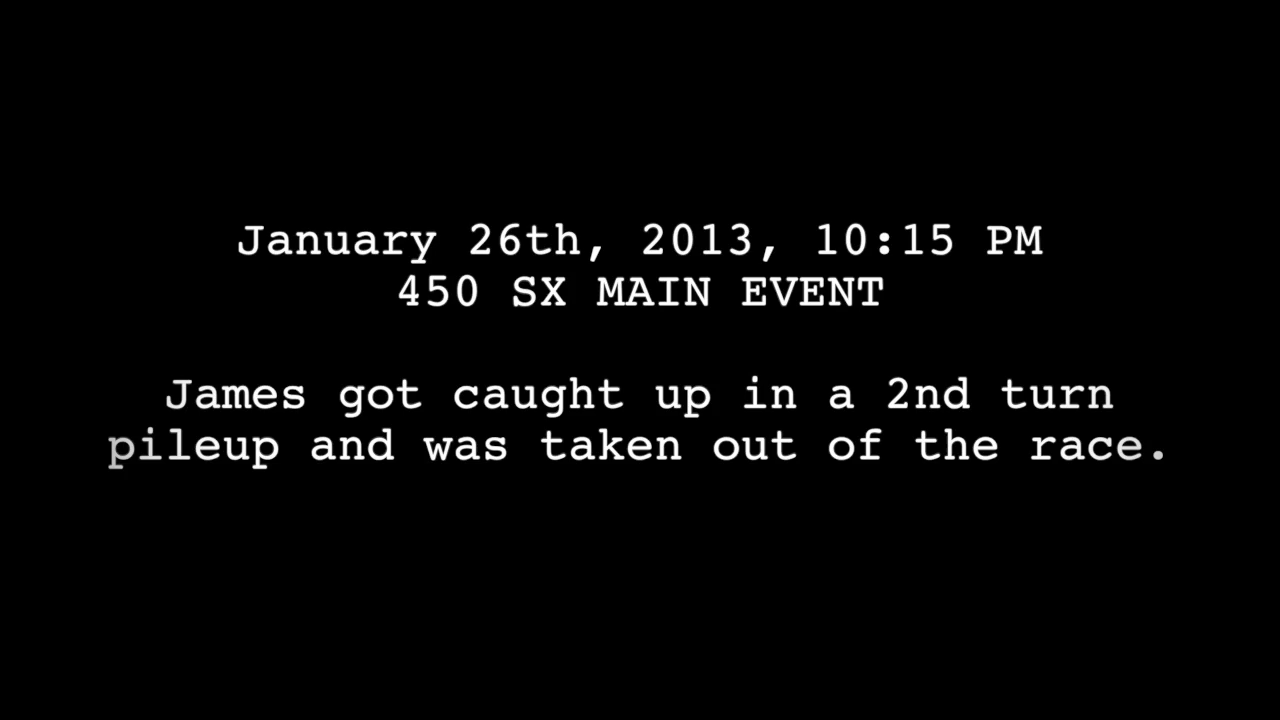 January 26th, 2013, 10:15 PM
450 SX MAIN EVENT
James got caught up in a 2nd turn
pileup and was taken out of the race.